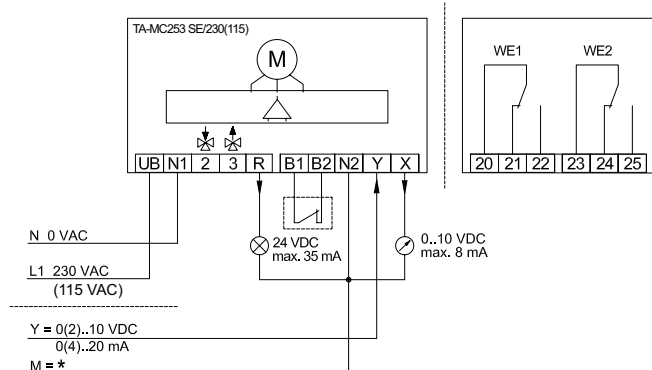 TA-MC253 SE/230(115)
M
UB N1 2 3 R B1 B2 N2 Y X
WE1 WE2
20 21 22 23 24 25
N 0 VAC
24 VDC
max. 35 mA
0..10 VDC
max. 8 mA
L1 230 VAC
(115 VAC)
Y = 0(2)..10 VDC
0(4)..20 mA
M = *